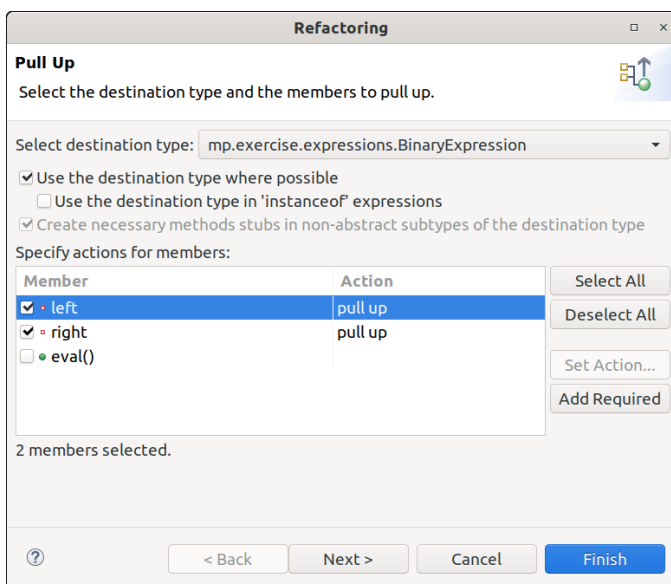 Refactoring
Pull Up
Select the destination type and the members to pull up.
Select destination type: mp.exercise.expressions.BinaryExpression
Use the destination type where possible
Use the destination type in 'instanceof' expressions
Create necessary methods stubs in non-abstract subtypes of the destination type
Specify actions for members:
Member Action
left pull up
right pull up
eval()
Select All
Deselect All
Set Action...
Add Required
2 members selected.
? < Back Next > Cancel Finish